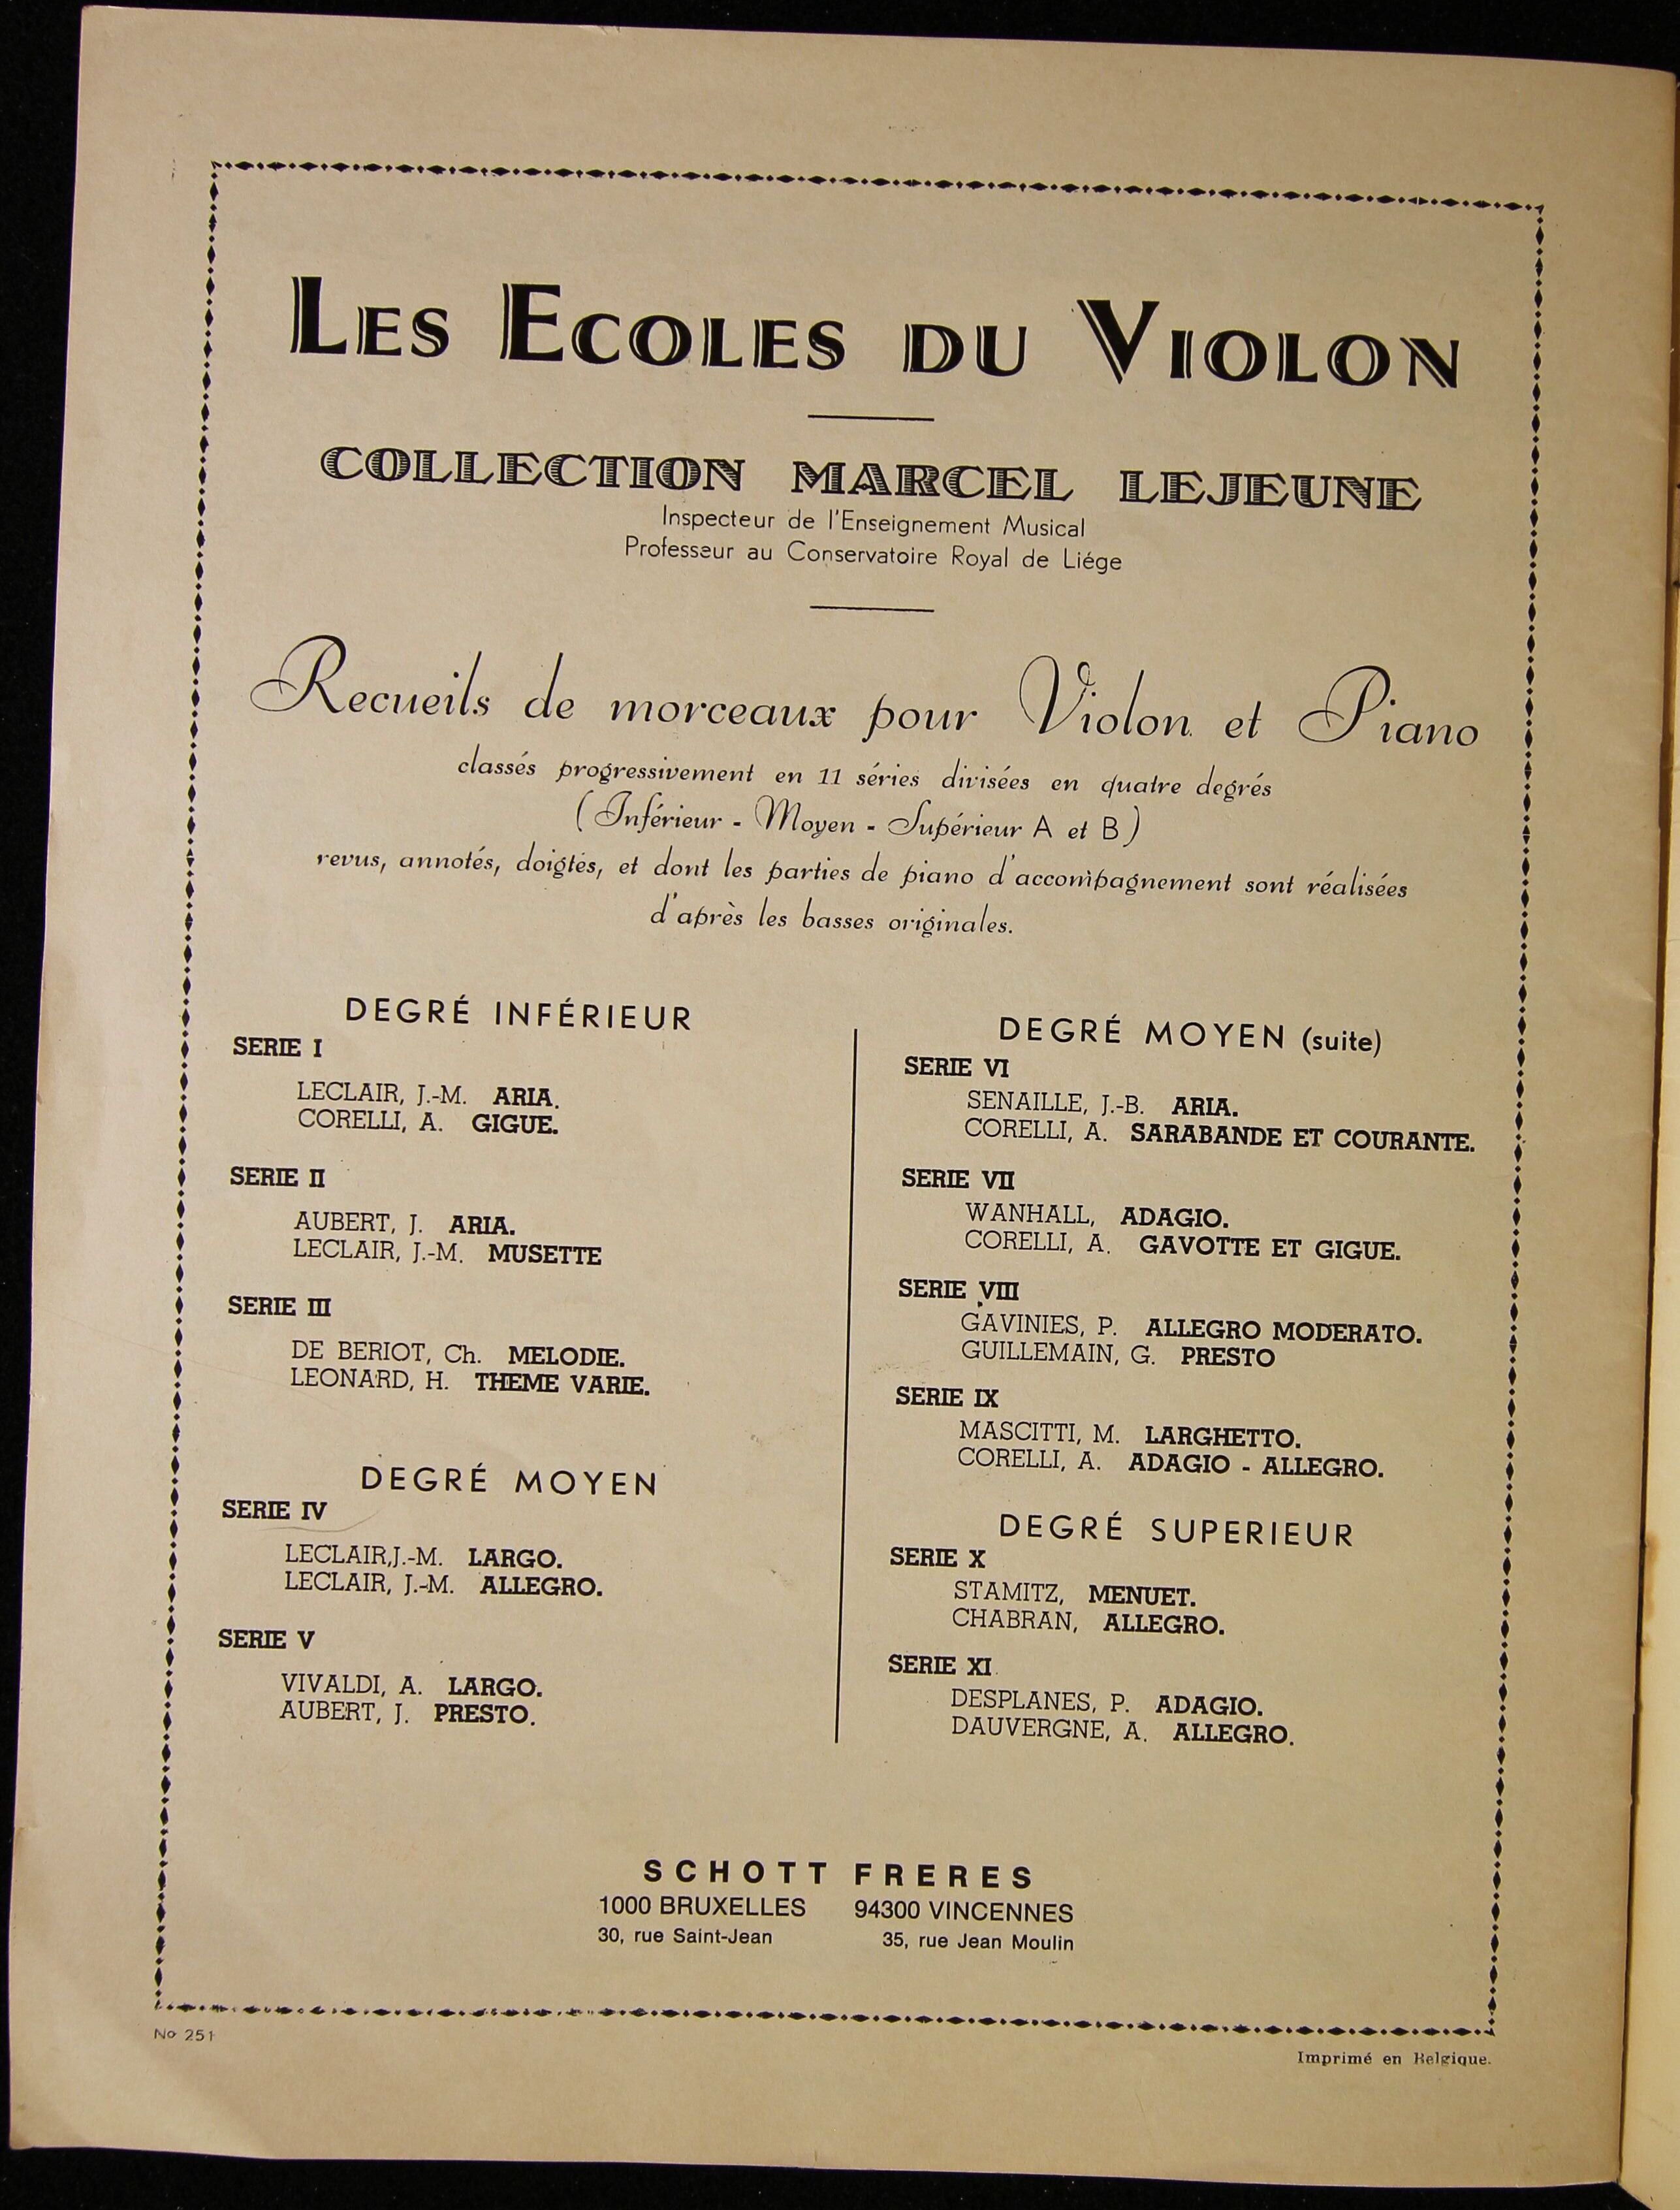 LES ECOLES DU VIOLON
COLLECTION MARCEL LEJEUNE
Inspecteur de l'Enseignement Musical
Professeur au Conservatoire Royal de Liége
Recueils de morceaux pour Violon et Piano
classés progressivement en 11 séries divisées en quatre degrés
(Inférieur - Moyen - Supérieur A et B)
revus, annotés, doigtés, et dont les parties de piano d'accompagnement sont réalisées
d'après les basses originales.
DEGRÉ INFÉRIEUR
SERIE I
LECLAIR, J.-M. ARIA.
CORELLI, A. GIGUE.
SERIE II
AUBERT, J. ARIA.
LECLAIR, J.-M. MUSETTE
SERIE III
DE BERIOT, Ch. MELODIE.
LEONARD, H. THEME VARIE.
DEGRÉ MOYEN
SERIE IV
LECLAIR,J.-M. LARGO.
LECLAIR, J.-M. ALLEGRO.
SERIE V
VIVALDI, A. LARGO.
AUBERT, J. PRESTO.
DEGRÉ MOYEN (suite)
SERIE VI
SENAILLE, J.-B. ARIA.
CORELLI, A. SARABANDE ET COURANTE.
SERIE VII
WANHALL, ADAGIO.
CORELLI, A. GAVOTTE ET GIGUE.
SERIE VIII
GAVINIES, P. ALLEGRO MODERATO.
GUILLEMAIN, G. PRESTO
SERIE IX
MASCITTI, M. LARGHETTO.
CORELLI, A. ADAGIO - ALLEGRO.
DEGRÉ SUPERIEUR
SERIE X
STAMITZ, MENUET.
CHABRAN, ALLEGRO.
SERIE XI
DESPLANES, P. ADAGIO.
DAUVERGNE, A. ALLEGRO.
SCHOTT FRERES
1000 BRUXELLES 94300 VINCENNES
30, rue Saint-Jean 35, rue Jean Moulin
No 251
Imprimé en Belgique.